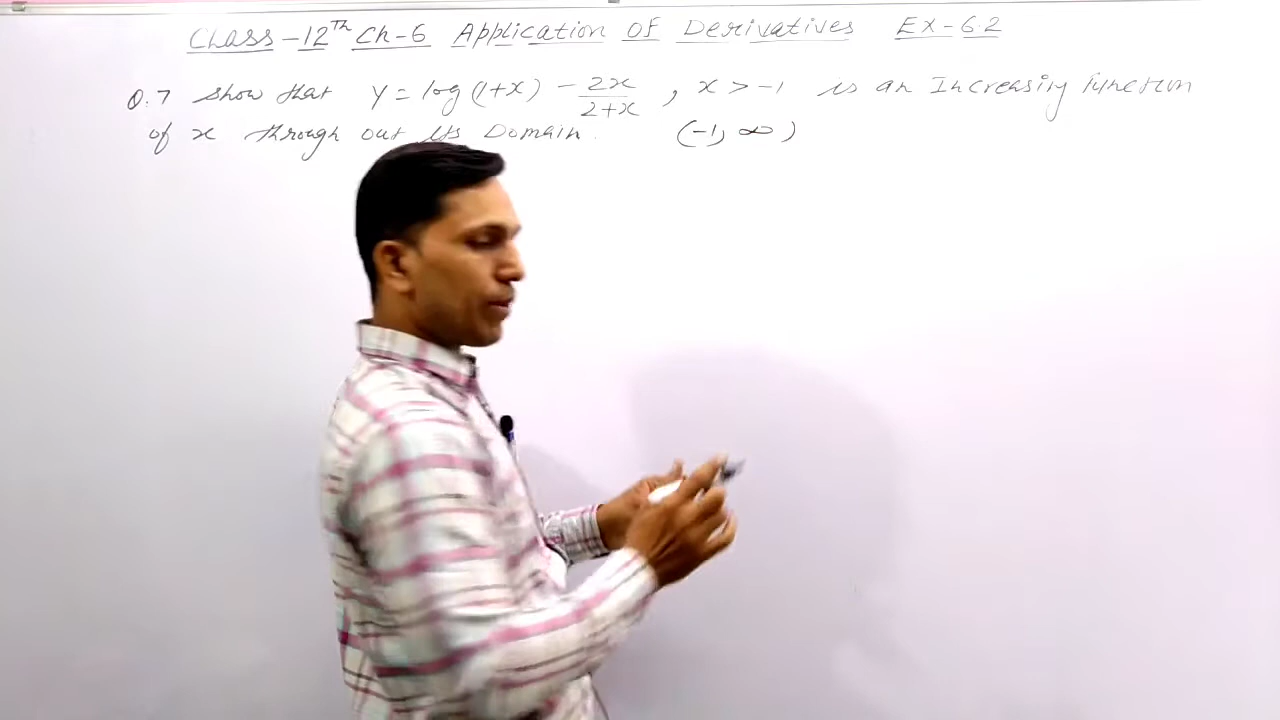 Class-12th Ch-6 Application of Derivatives Ex-6.2
Q.7 Show that y = log(1+x) - 2x/2+x , x > -1 is an Increasing function
of x through out its Domain. (-1, ∞)